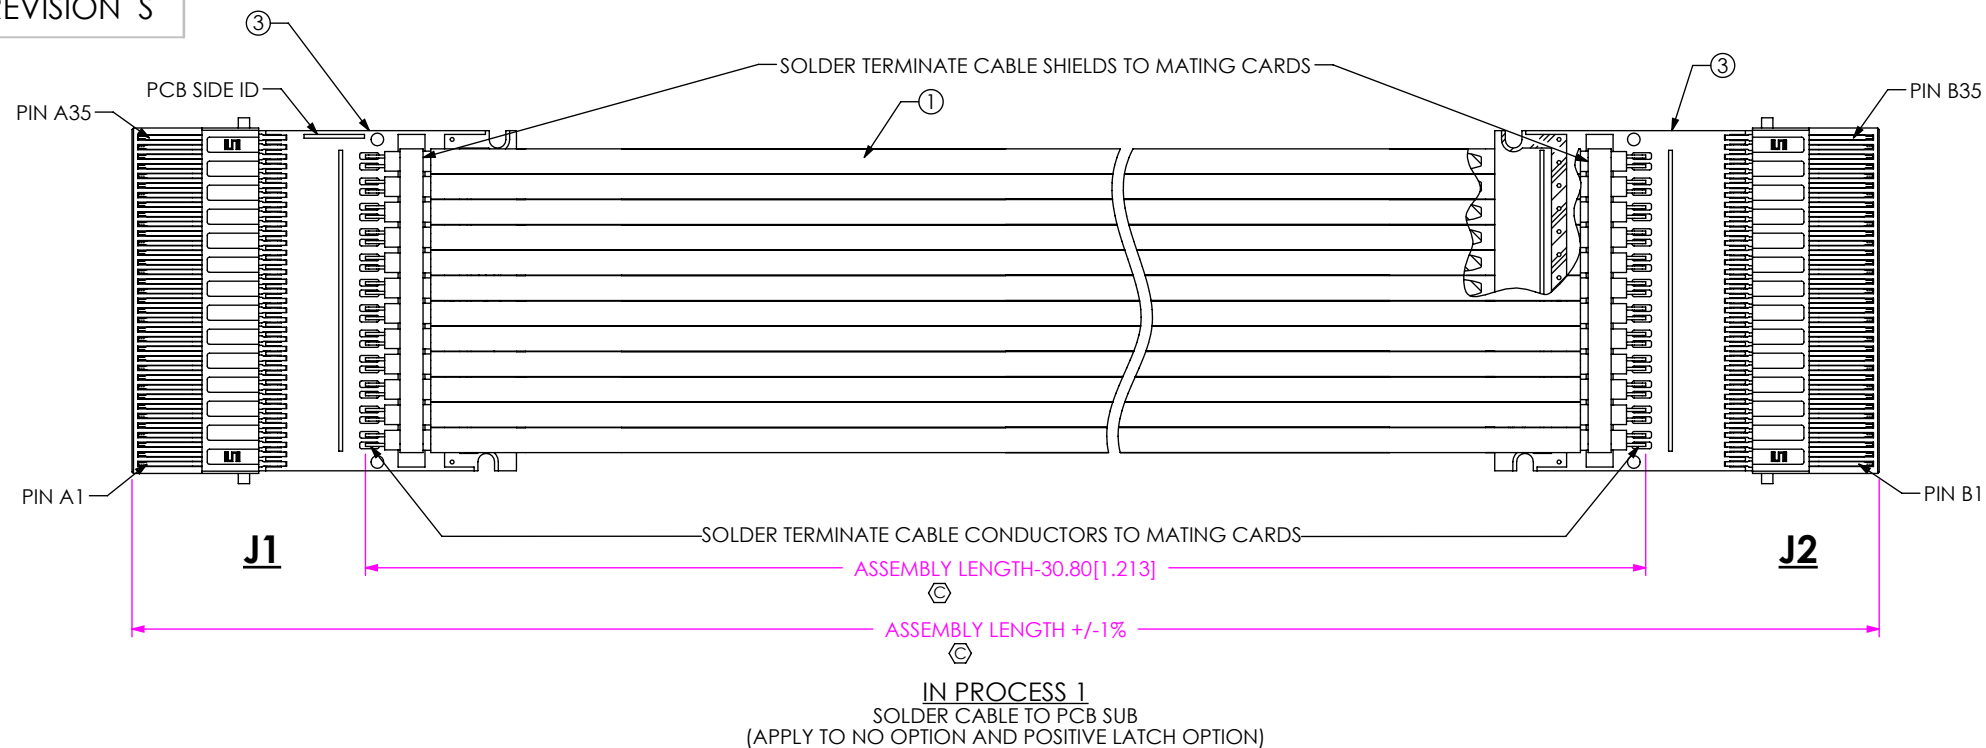 REVISION S
3
SOLDER TERMINATE CABLE SHIELDS TO MATING CARDS
3
PCB SIDE ID
1
PIN A35
PIN B35
PIN A1
PIN B1
SOLDER TERMINATE CABLE CONDUCTORS TO MATING CARDS
J1
J2
ASSEMBLY LENGTH-30.80[1.213]
C
ASSEMBLY LENGTH +/-1%
C
IN PROCESS 1
SOLDER CABLE TO PCB SUB
(APPLY TO NO OPTION AND POSITIVE LATCH OPTION)